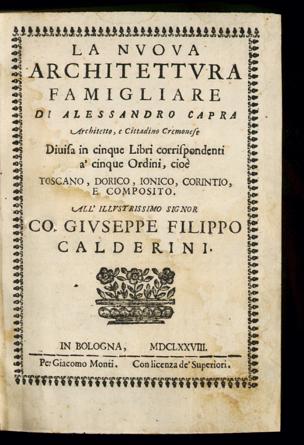 LA NVOVA
ARCHITETTVRA
FAMIGLIARE
DI ALESSANDRO CAPRA
Architetto, e Cittadino Cremonese
Diuisa in cinque Libri corrispondenti
a' cinque Ordini, cioè
TOSCANO, DORICO, IONICO, CORINTIO,
E COMPOSITO.
ALL' ILLVSTRISSIMO SIGNOR
CO. GIVSEPPE FILIPPO
CALDERINI.
IN BOLOGNA, MDCLXXVIII.
Per Giacomo Monti. Con licenza de' Superiori.